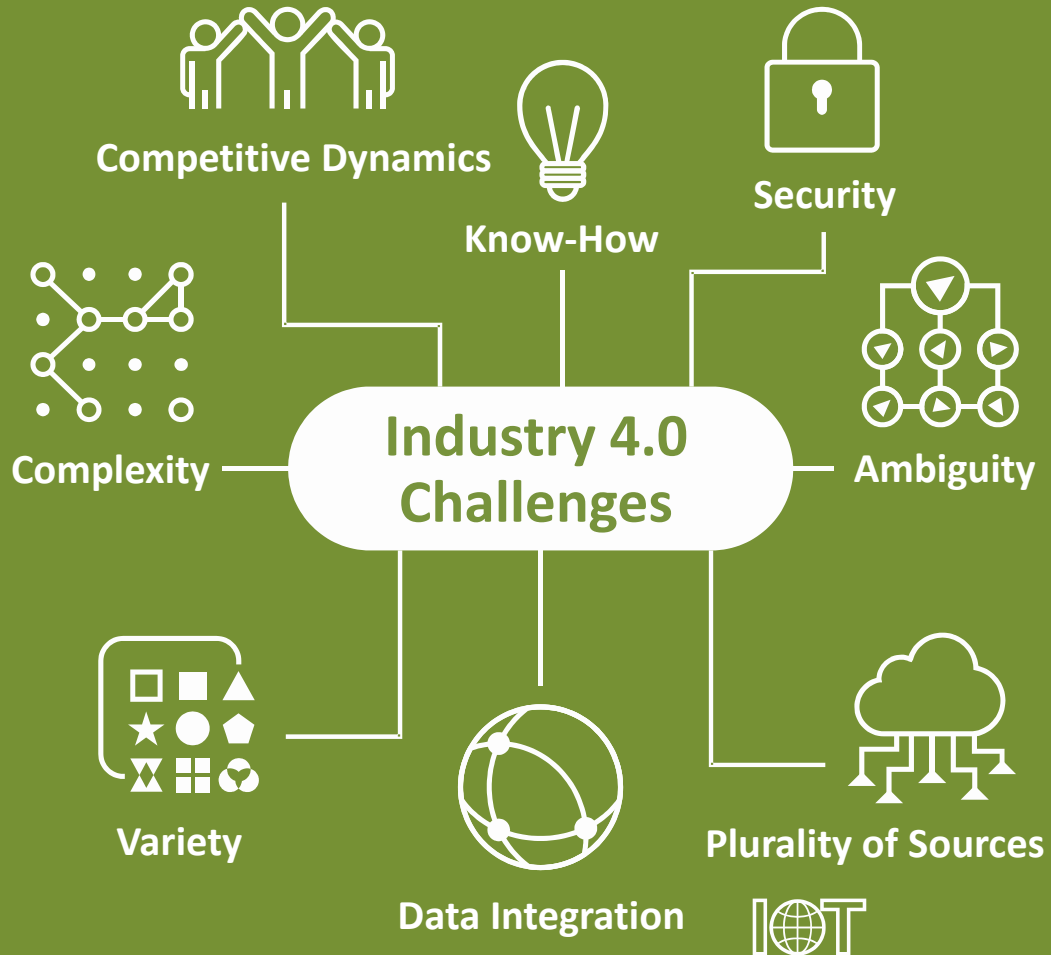 Competitive Dynamics
Know-How
Security
Complexity
Industry 4.0
Challenges
Ambiguity
Variety
Data Integration
Plurality of Sources
IOT